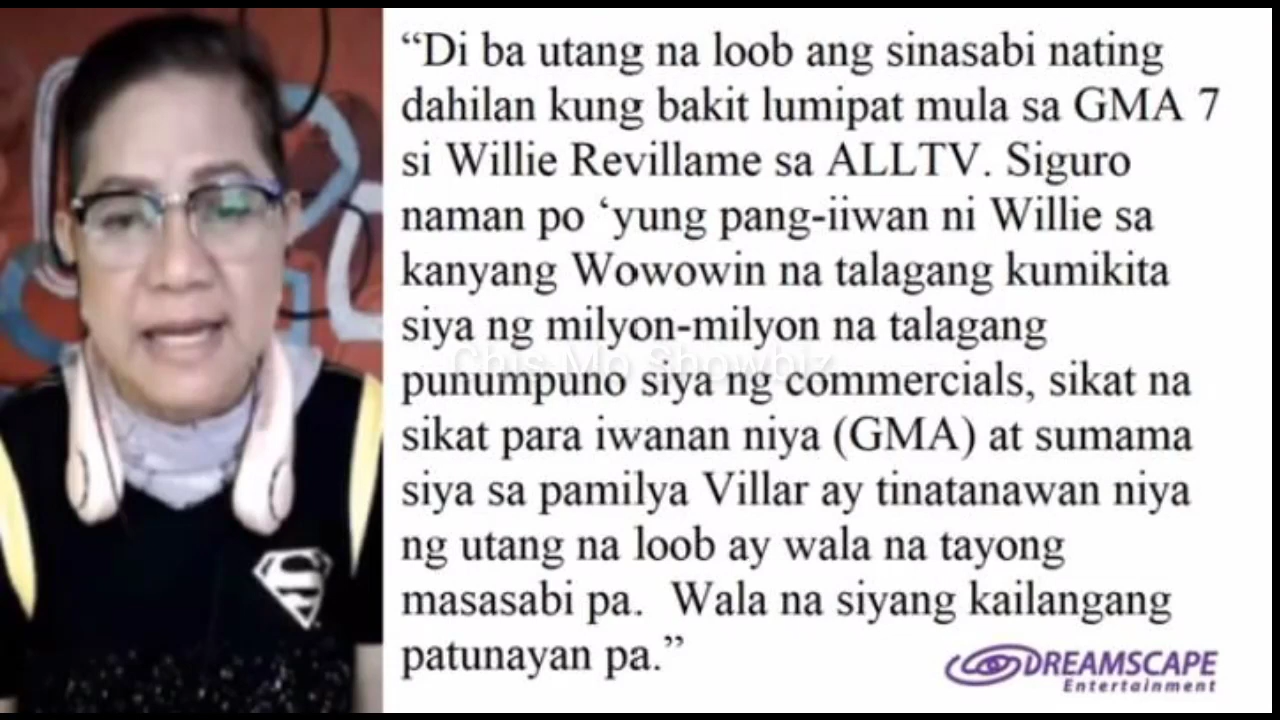 “Di ba utang na loob ang sinasabi nating
dahilan kung bakit lumipat mula sa GMA 7
si Willie Revillame sa ALLTV. Siguro
naman po ‘yung pang-iiwan ni Willie sa
kanyang Wowowin na talagang kumikita
siya ng milyon-milyon na talagang
Chis Mo Showbiz
punumpuno siya ng commercials, sikat na
sikat para iwanan niya (GMA) at sumama
siya sa pamilya Villar ay tinatanawan niya
ng utang na loob ay wala na tayong
masasabi pa. Wala na siyang kailangang
patunayan pa.”
DREAMSCAPE
Entertainment